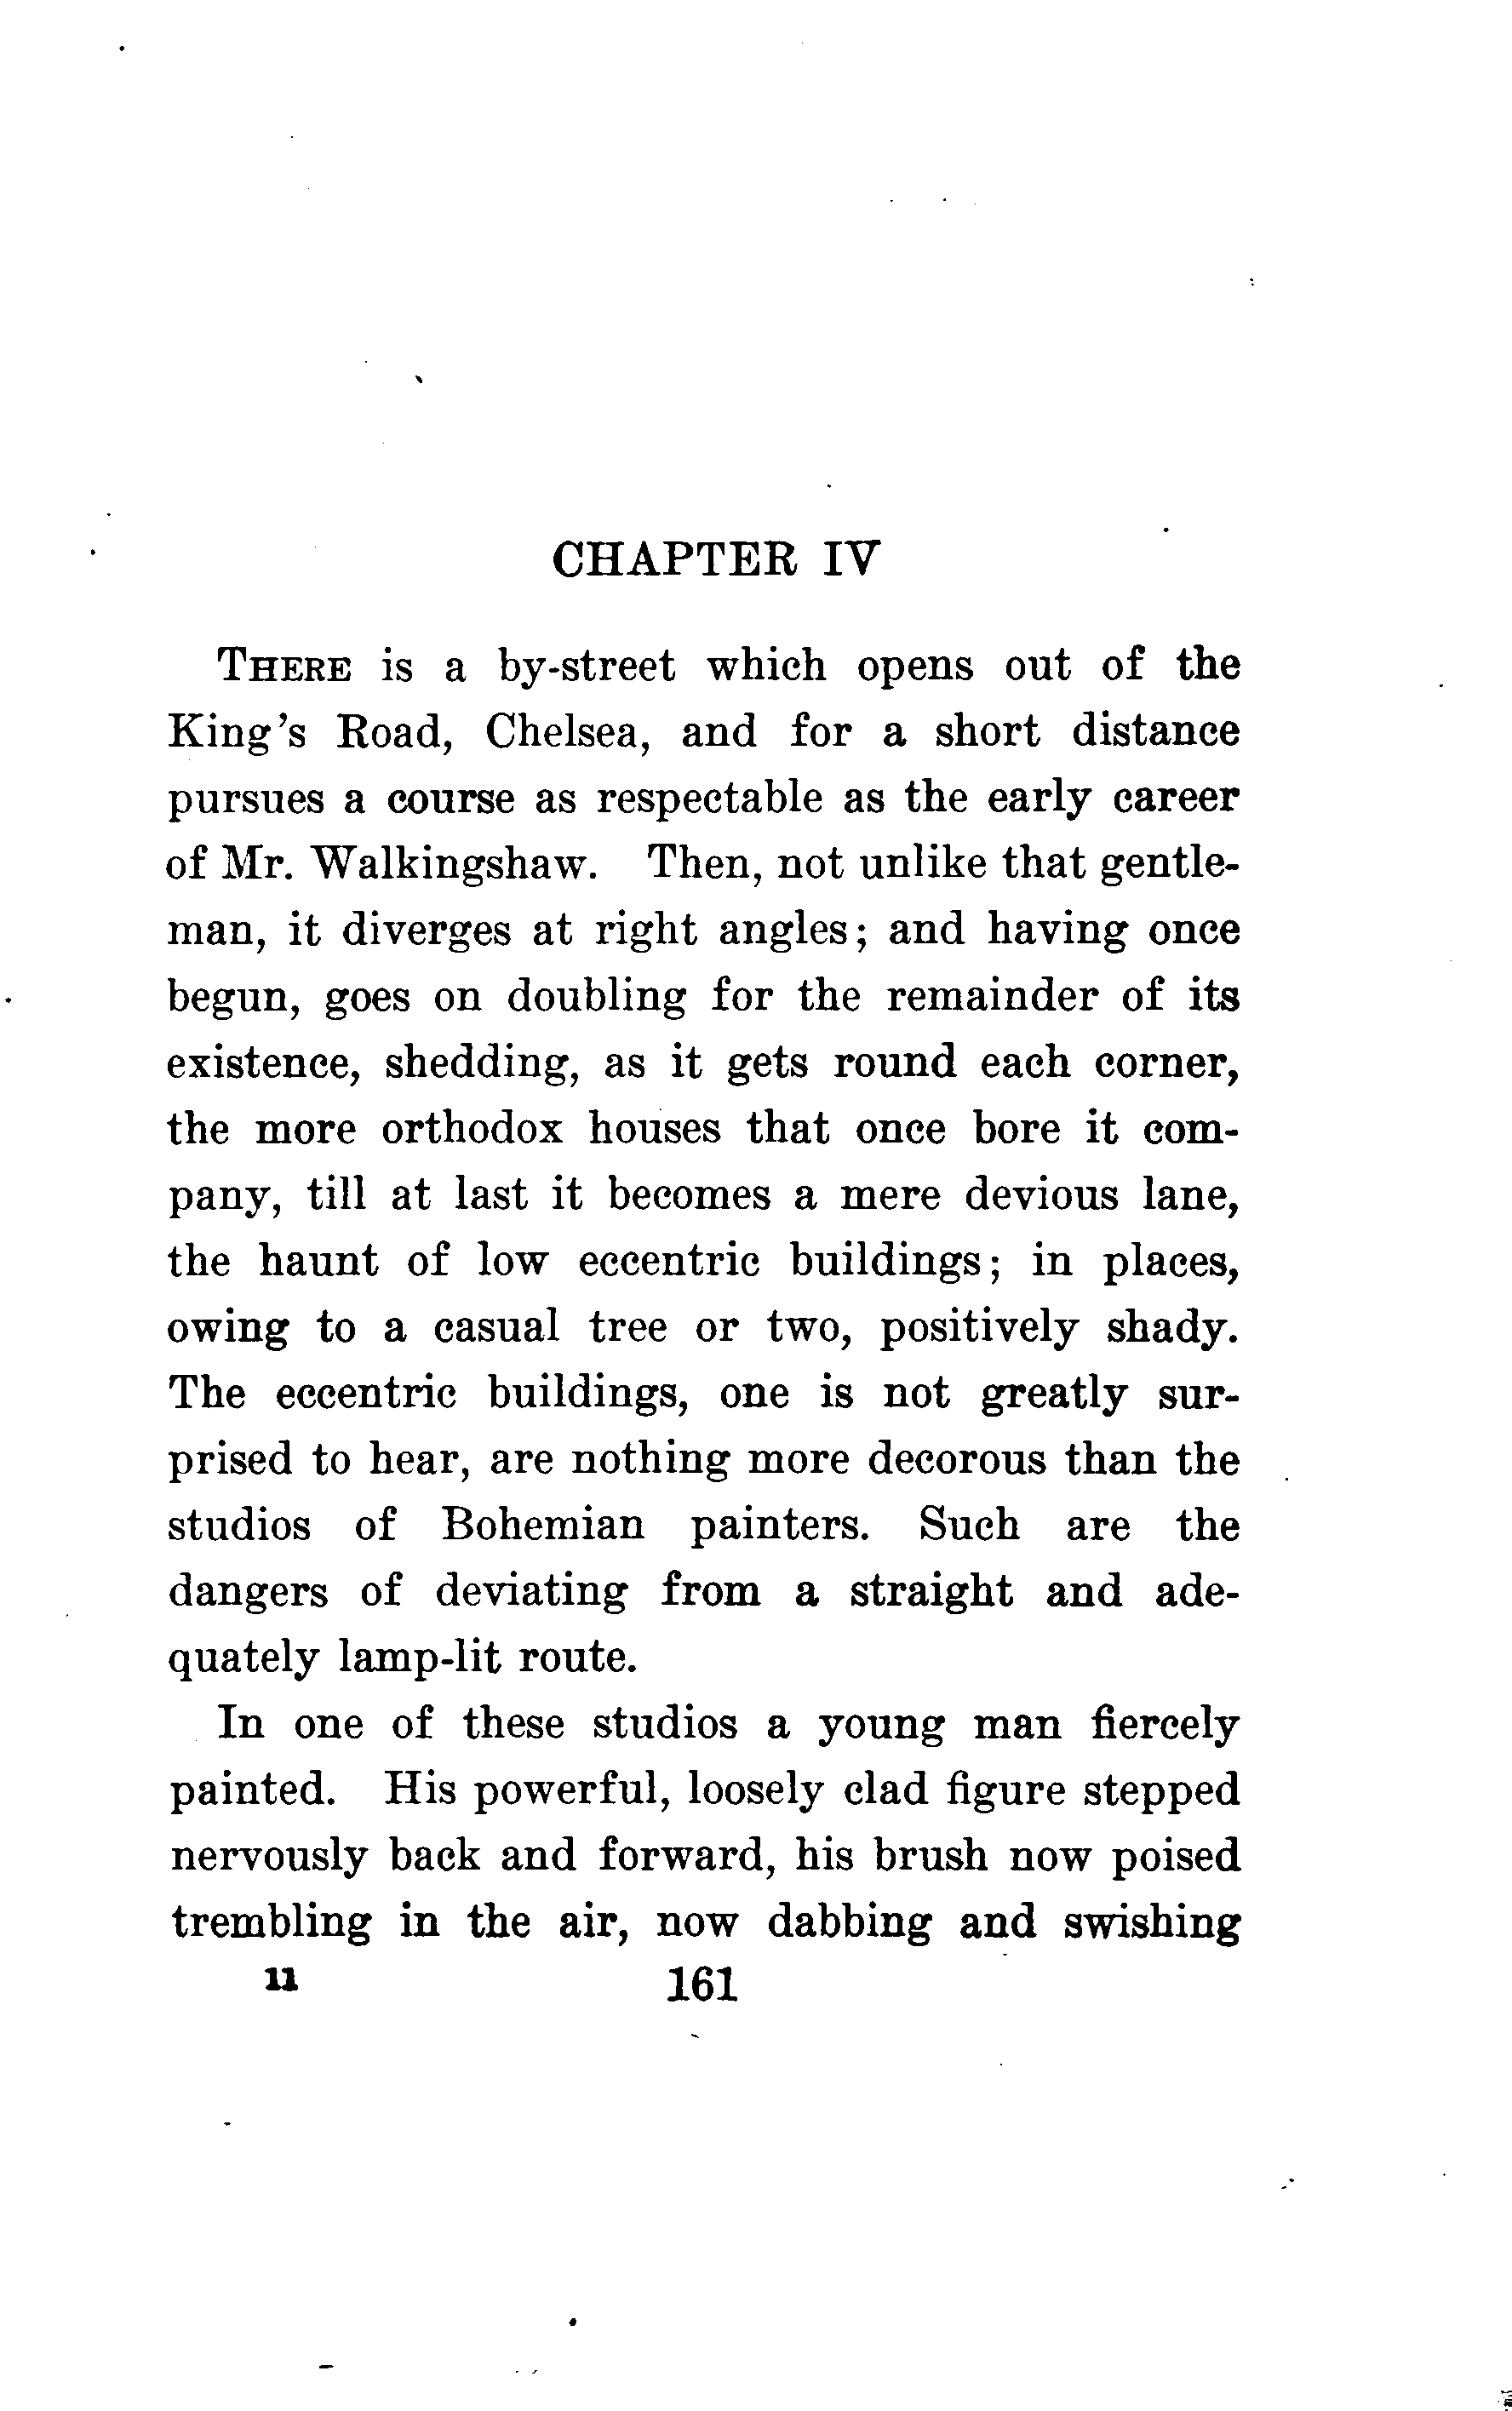 CHAPTER IV
THERE is a by-street which opens out of the
King's Road, Chelsea, and for a short distance
pursues a course as respectable as the early career
of Mr. Walkingshaw. Then, not unlike that gentle-
man, it diverges at right angles; and having once
begun, goes on doubling for the remainder of its
existence, shedding, as it gets round each corner,
the more orthodox houses that once bore it com-
pany, till at last it becomes a mere devious lane,
the haunt of low eccentric buildings; in places,
owing to a casual tree or two, positively shady.
The eccentric buildings, one is not greatly sur-
prised to hear, are nothing more decorous than the
studios of Bohemian painters. Such are the
dangers of deviating from a straight and ade-
quately lamp-lit route.
In one of these studios a young man fiercely
painted. His powerful, loosely clad figure stepped
nervously back and forward, his brush now poised
trembling in the air, now dabbing and swishing
11 161